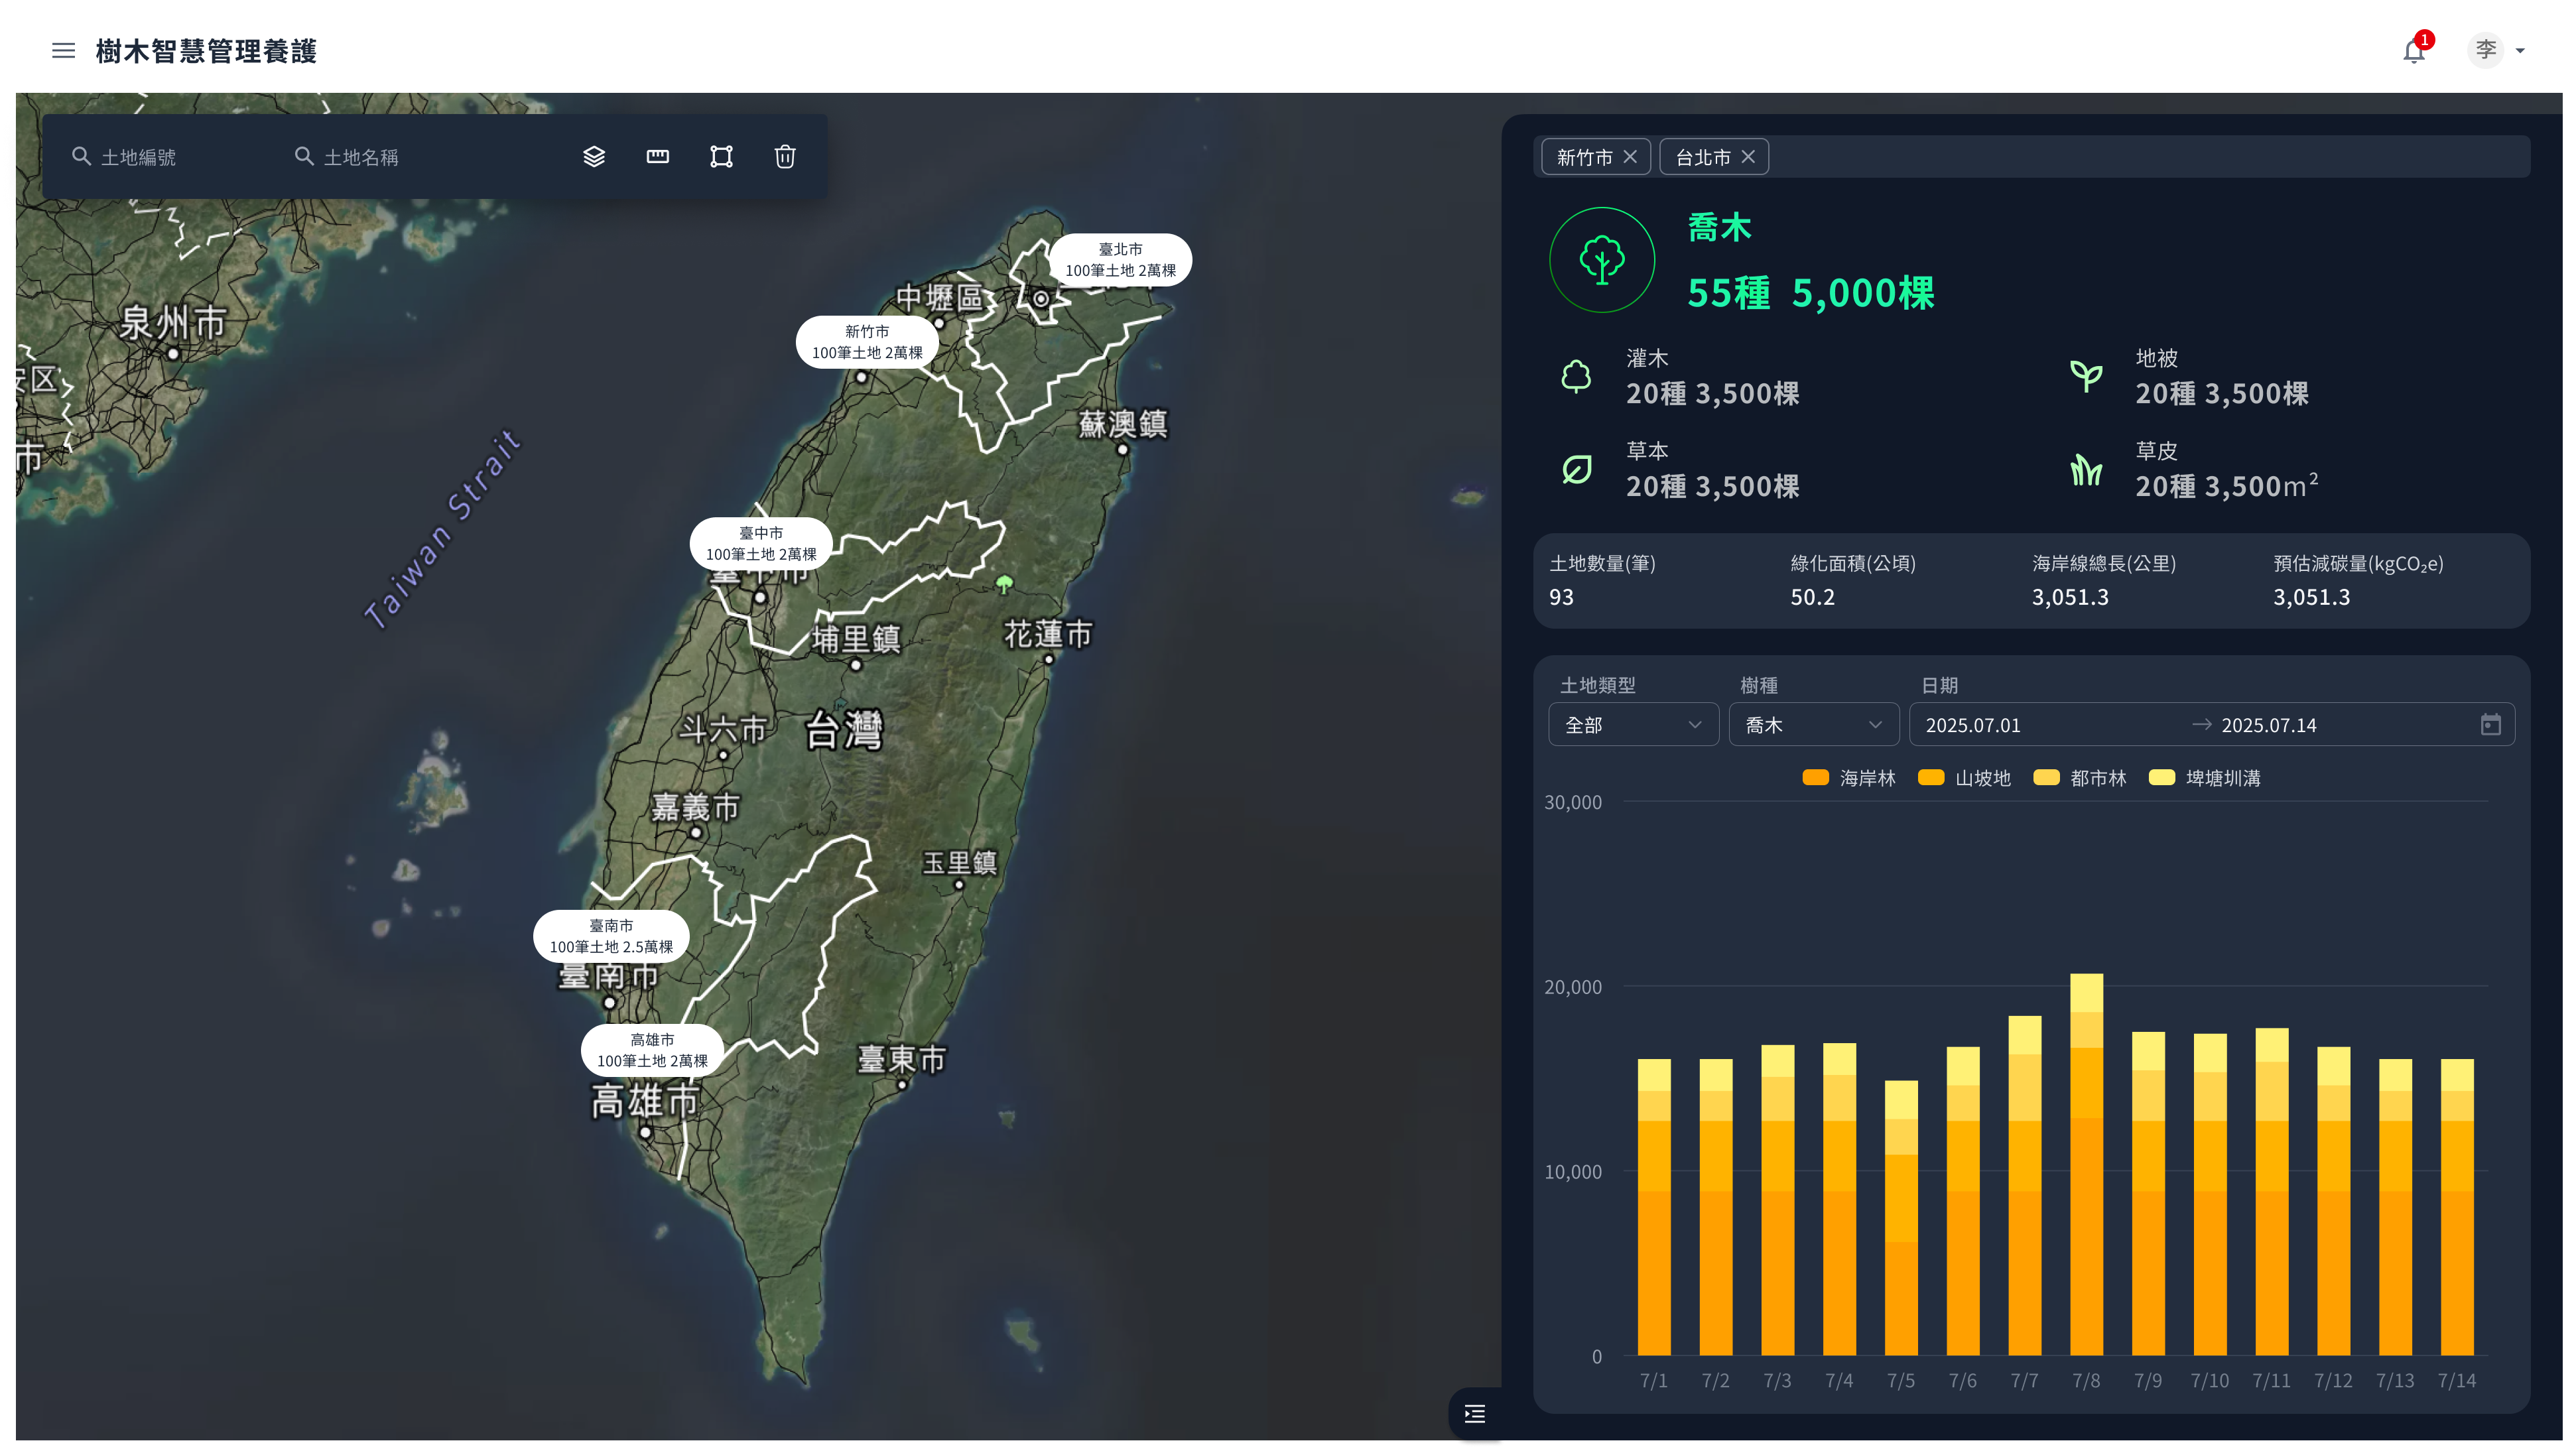 樹木智慧管理養護
1
李
土地編號
土地名稱
臺北市
100筆土地 2萬棵
中壢區
新竹市
100筆土地 2萬棵
泉州市
安区
市
蘇澳鎮
Taiwan Strait
臺中市
100筆土地 2萬棵
臺中市
埔里鎮
花蓮市
斗六市
台灣
嘉義市
玉里鎮
臺南市
100筆土地 2.5萬棵
臺南市
高雄市
100筆土地 2萬棵
高雄市
臺東市
新竹市
台北市
喬木
55種 5,000棵
灌木
20種 3,500棵
地被
20種 3,500棵
草本
20種 3,500棵
草皮
20種 3,500m²
土地數量(筆)
93
綠化面積(公頃)
50.2
海岸線總長(公里)
3,051.3
預估減碳量(kgCO₂e)
3,051.3
土地類型
樹種
日期
全部
喬木
2025.07.01
2025.07.14
海岸林
山坡地
都市林
埤塘圳溝
30,000
20,000
10,000
0
7/1
7/2
7/3
7/4
7/5
7/6
7/7
7/8
7/9
7/10
7/11
7/12
7/13
7/14